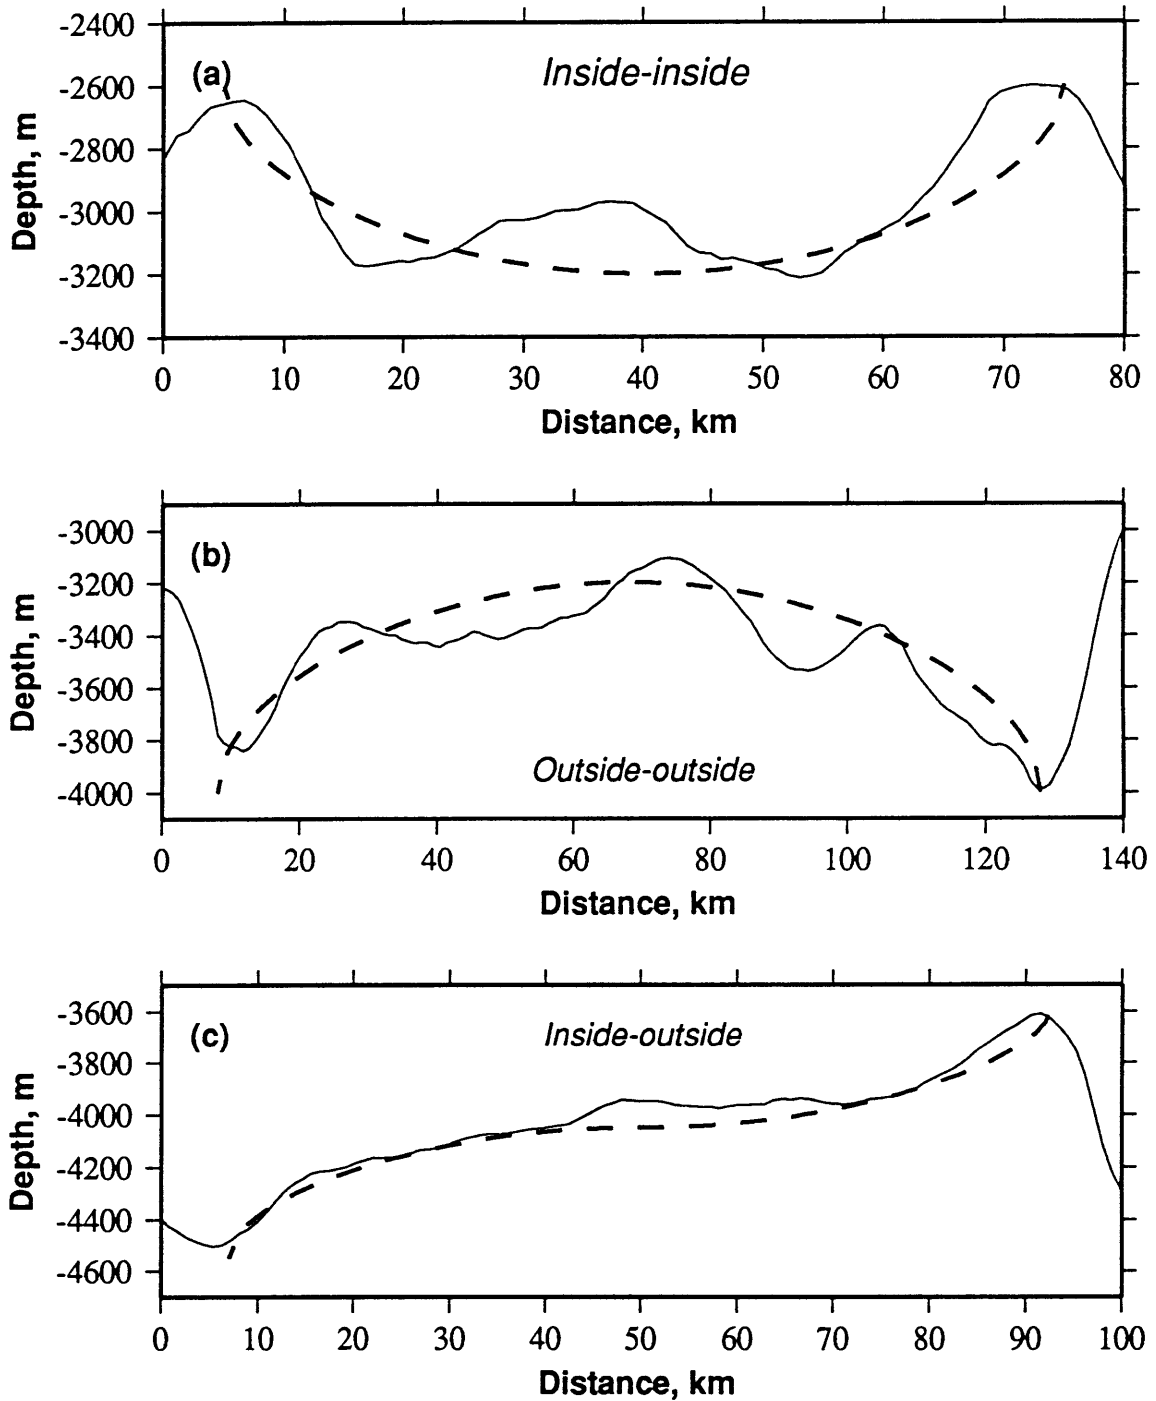 -2400
(a)
Inside-inside
-2600
-2800
Depth, m
-3000
-3200
-3400
0 10 20 30 40 50 60 70 80
Distance, km
-3000
(b)
-3200
-3400
Depth, m
-3600
-3800
Outside-outside
-4000
0 20 40 60 80 100 120 140
Distance, km
-3600
(c)
Inside-outside
-3800
-4000
Depth, m
-4200
-4400
-4600
0 10 20 30 40 50 60 70 80 90 100
Distance, km